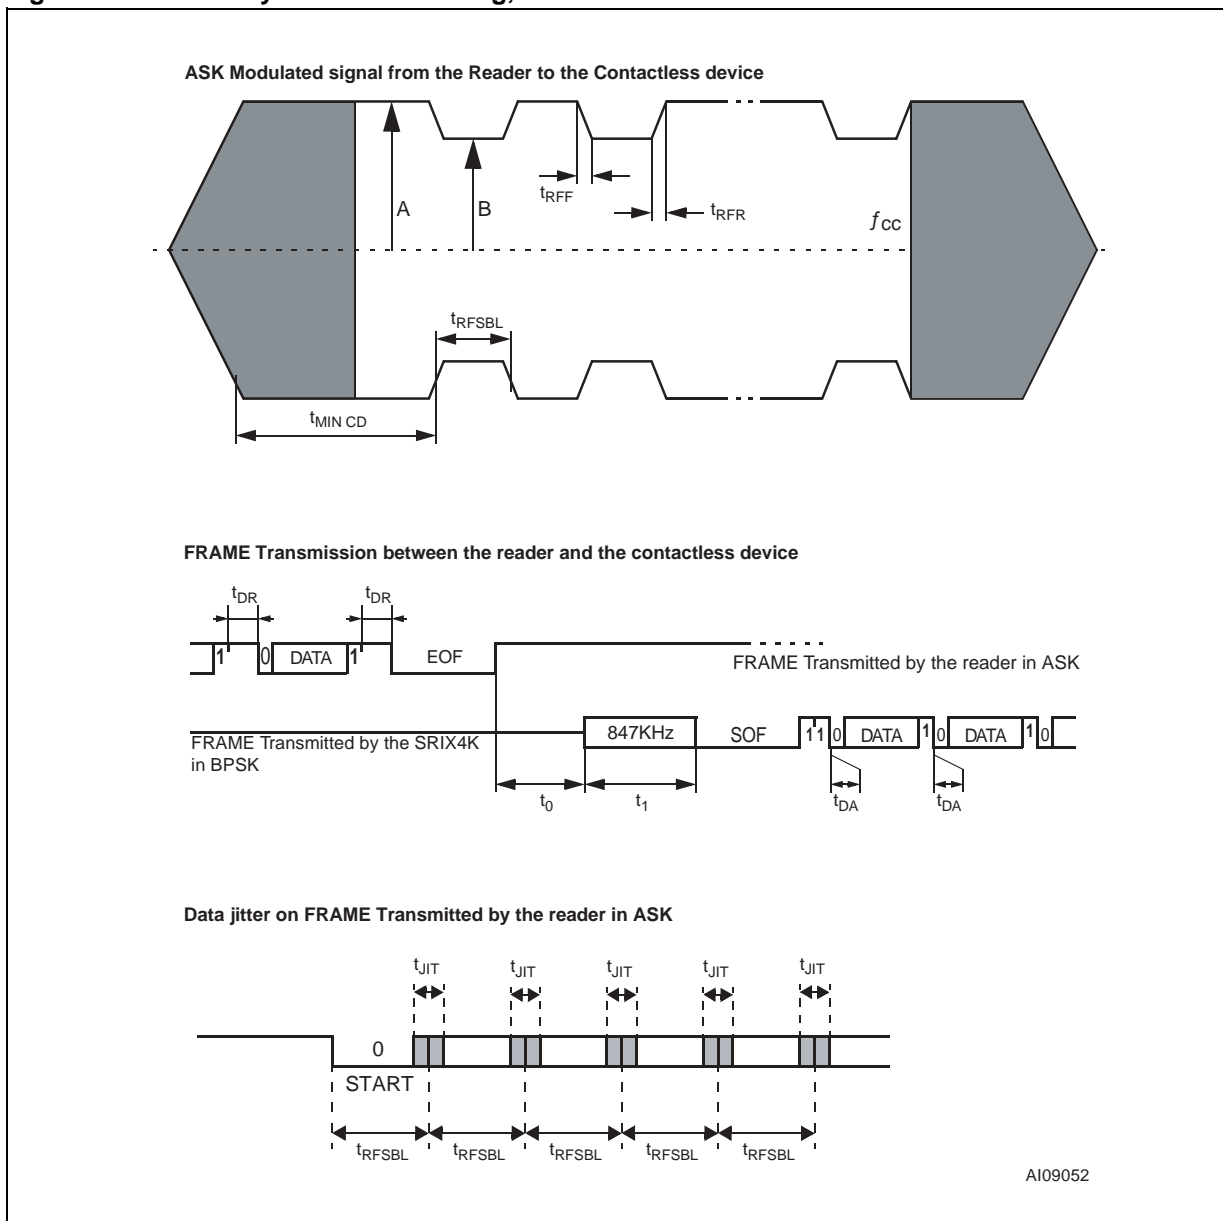 ASK Modulated signal from the Reader to the Contactless device
A
B
tRFF
tRFR
ƒcc
tRFSBL
tMIN CD
FRAME Transmission between the reader and the contactless device
tDR
tDR
1 0 DATA 1 EOF
FRAME Transmitted by the reader in ASK
847KHz SOF 1 1 0 DATA 1 0 DATA 1 0
FRAME Transmitted by the SRIX4K
in BPSK
t0
t1
tDA
tDA
Data jitter on FRAME Transmitted by the reader in ASK
tJIT tJIT tJIT tJIT tJIT
0
START
tRFSBL tRFSBL tRFSBL tRFSBL tRFSBL
AI09052